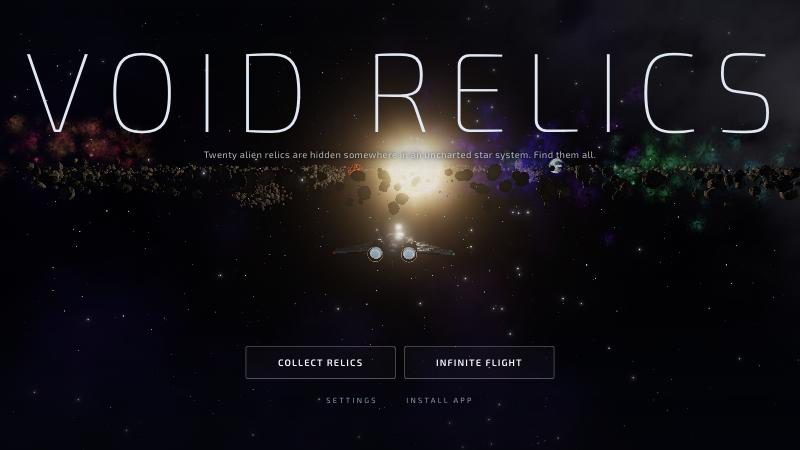 VOID RELICS
Twenty alien relics are hidden somewhere in an uncharted star system. Find them all.
COLLECT RELICS
INFINITE FLIGHT
SETTINGS
INSTALL APP